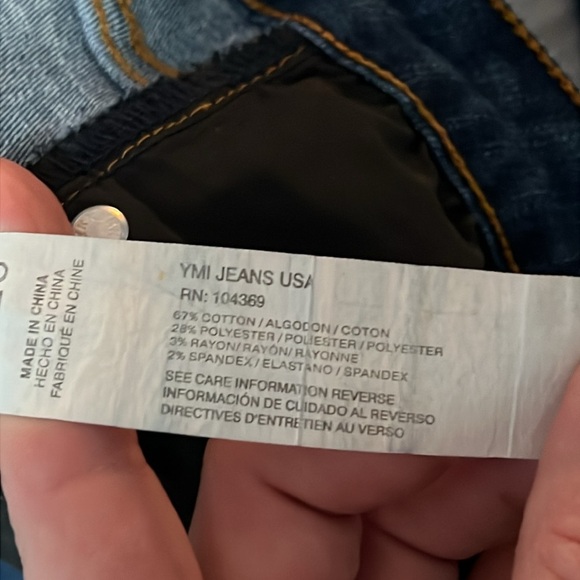 MADE IN CHINA
HECHO EN CHINA
FABRIQUÉ EN CHINE
YMI JEANS USA
RN: 104369
67% COTTON / ALGODON / COTON
28% POLYESTER / POLIESTER / POLYESTER
3% RAYON / RAYÓN / RAYONNE
2% SPANDEX / ELASTANO / SPANDEX
SEE CARE INFORMATION REVERSE
INFORMACIÓN DE CUIDADO AL REVERSO
DIRECTIVES D'ENTRETIEN AU VERSO